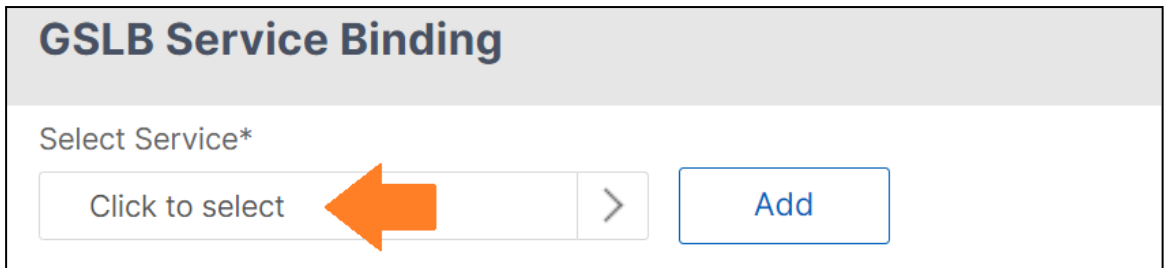 GSLB Service Binding
Select Service*
Click to select Add